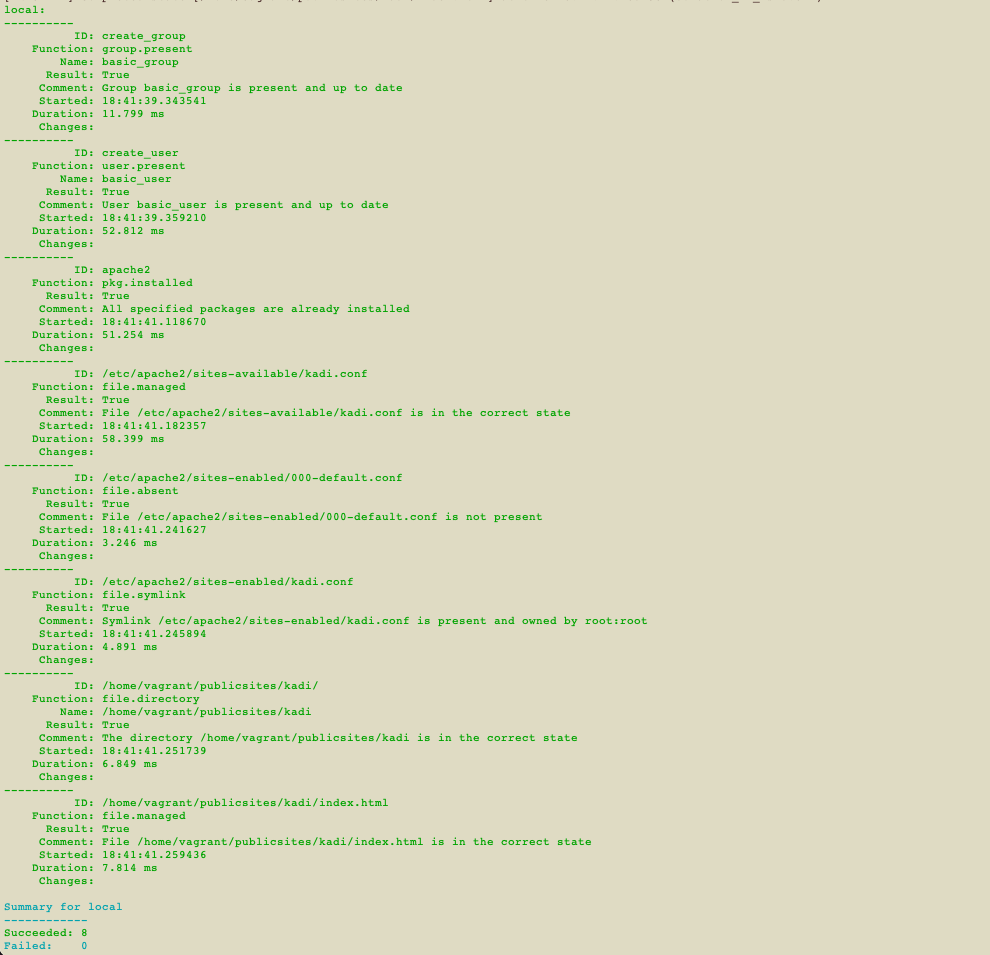 local:
----------
          ID: create_group
    Function: group.present
        Name: basic_group
      Result: True
     Comment: Group basic_group is present and up to date
     Started: 18:41:39.343541
    Duration: 11.799 ms
     Changes:
----------
          ID: create_user
    Function: user.present
        Name: basic_user
      Result: True
     Comment: User basic_user is present and up to date
     Started: 18:41:39.359210
    Duration: 52.812 ms
     Changes:
----------
          ID: apache2
    Function: pkg.installed
      Result: True
     Comment: All specified packages are already installed
     Started: 18:41:41.118670
    Duration: 51.254 ms
     Changes:
----------
          ID: /etc/apache2/sites-available/kadi.conf
    Function: file.managed
      Result: True
     Comment: File /etc/apache2/sites-available/kadi.conf is in the correct state
     Started: 18:41:41.182357
    Duration: 58.399 ms
     Changes:
----------
          ID: /etc/apache2/sites-enabled/000-default.conf
    Function: file.absent
      Result: True
     Comment: File /etc/apache2/sites-enabled/000-default.conf is not present
     Started: 18:41:41.241627
    Duration: 3.246 ms
     Changes:
----------
          ID: /etc/apache2/sites-enabled/kadi.conf
    Function: file.symlink
      Result: True
     Comment: Symlink /etc/apache2/sites-enabled/kadi.conf is present and owned by root:root
     Started: 18:41:41.245894
    Duration: 4.891 ms
     Changes:
----------
          ID: /home/vagrant/publicsites/kadi/
    Function: file.directory
        Name: /home/vagrant/publicsites/kadi
      Result: True
     Comment: The directory /home/vagrant/publicsites/kadi is in the correct state
     Started: 18:41:41.251739
    Duration: 6.849 ms
     Changes:
----------
          ID: /home/vagrant/publicsites/kadi/index.html
    Function: file.managed
      Result: True
     Comment: File /home/vagrant/publicsites/kadi/index.html is in the correct state
     Started: 18:41:41.259436
    Duration: 7.814 ms
     Changes:

Summary for local
------------
Succeeded: 8
Failed:    0